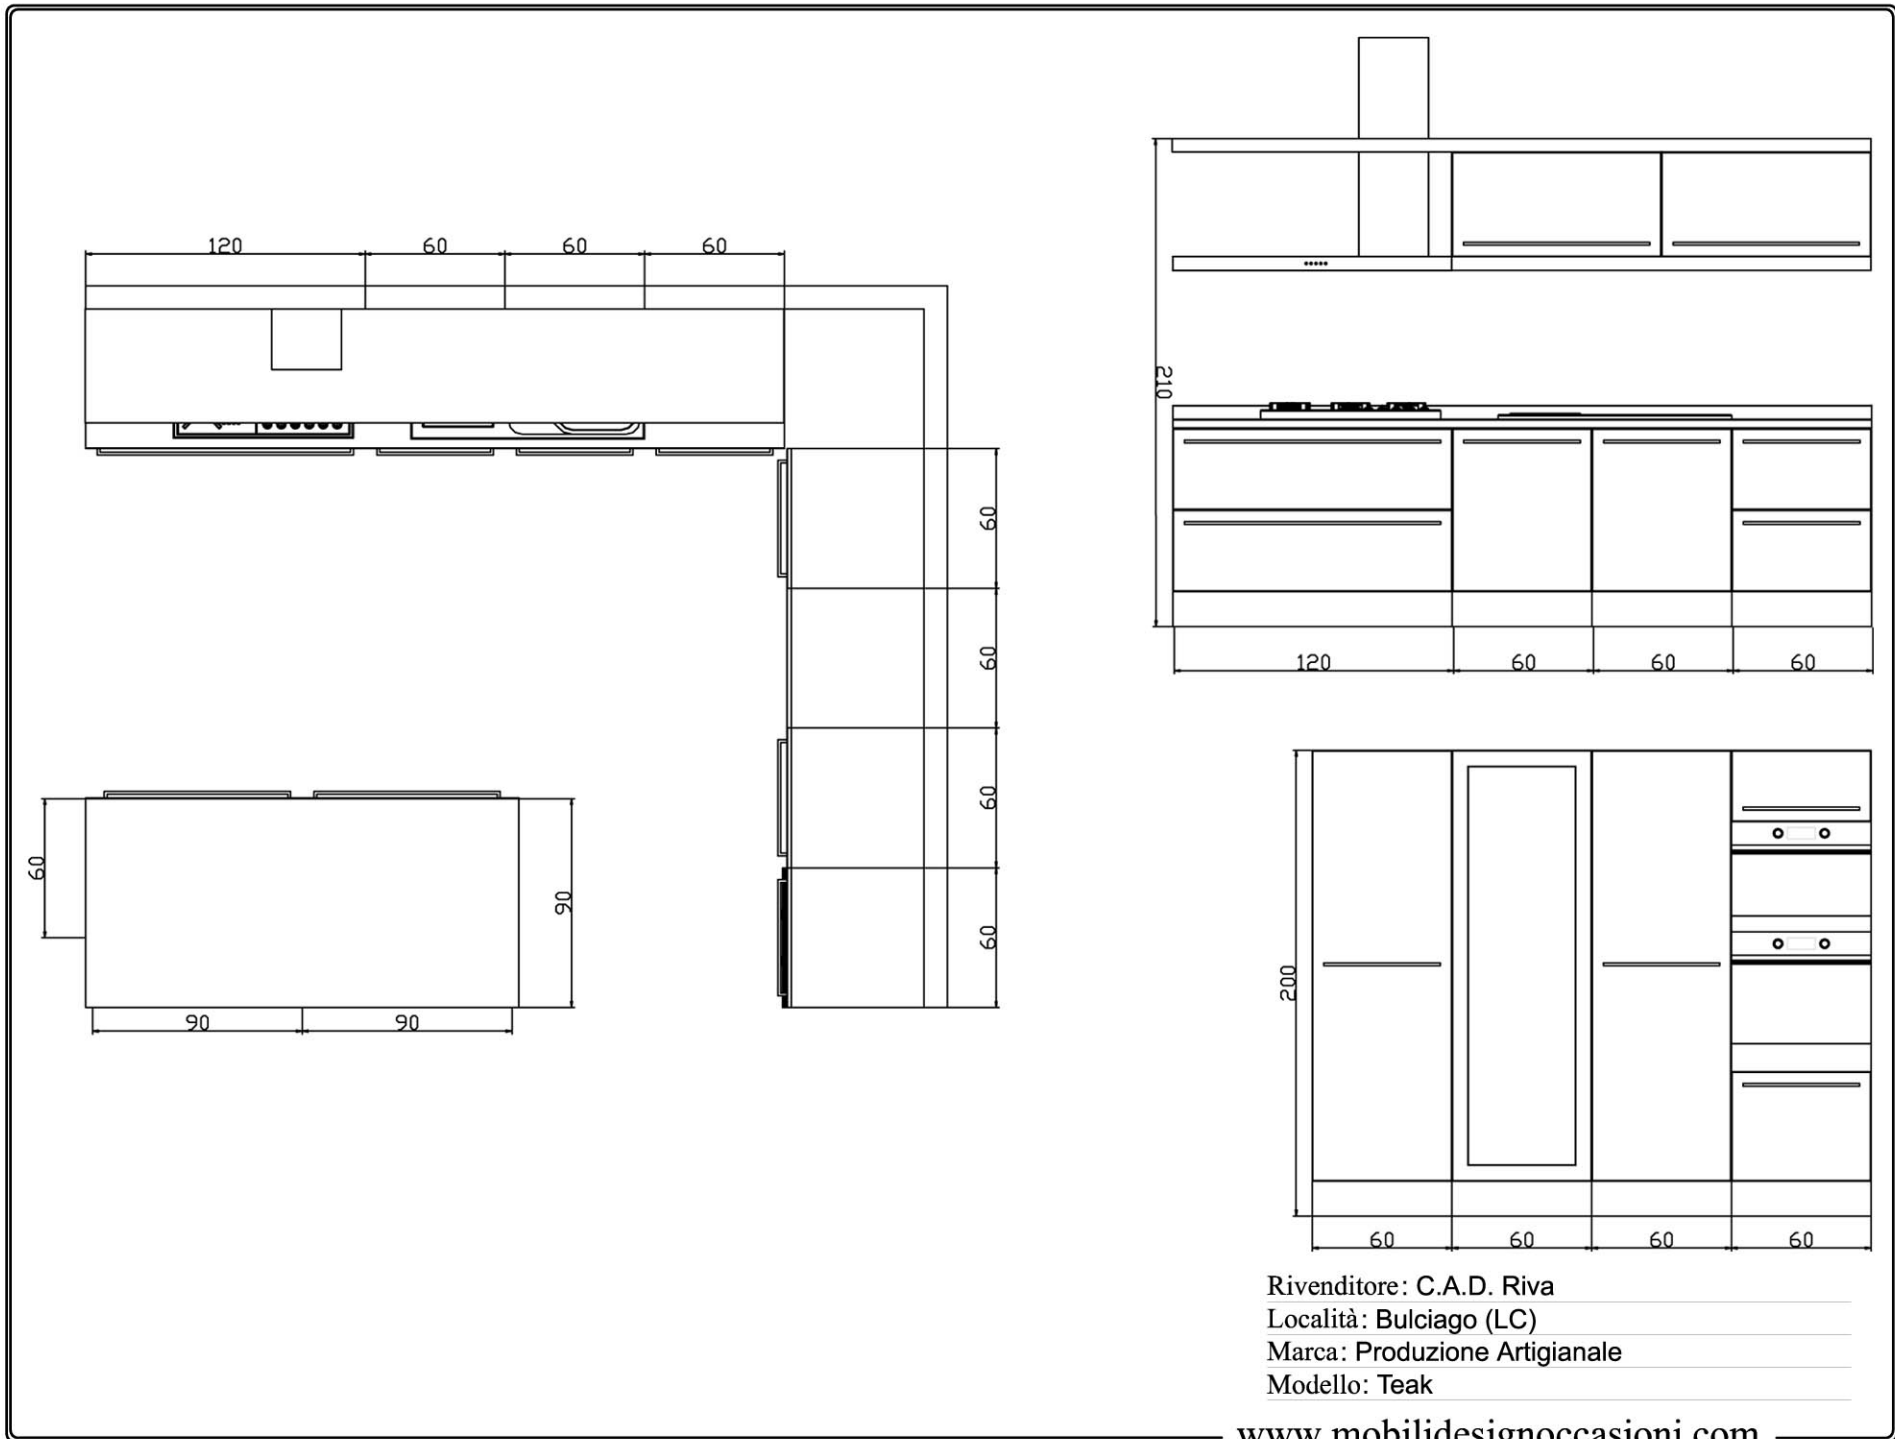 120 60 60 60
210
60
60
60
60
60
90
90 90
120 60 60 60
200
60 60 60 60
Rivenditore: C.A.D. Riva
Località: Bulciago (LC)
Marca: Produzione Artigianale
Modello: Teak
www.mobilidesignoccasioni.com